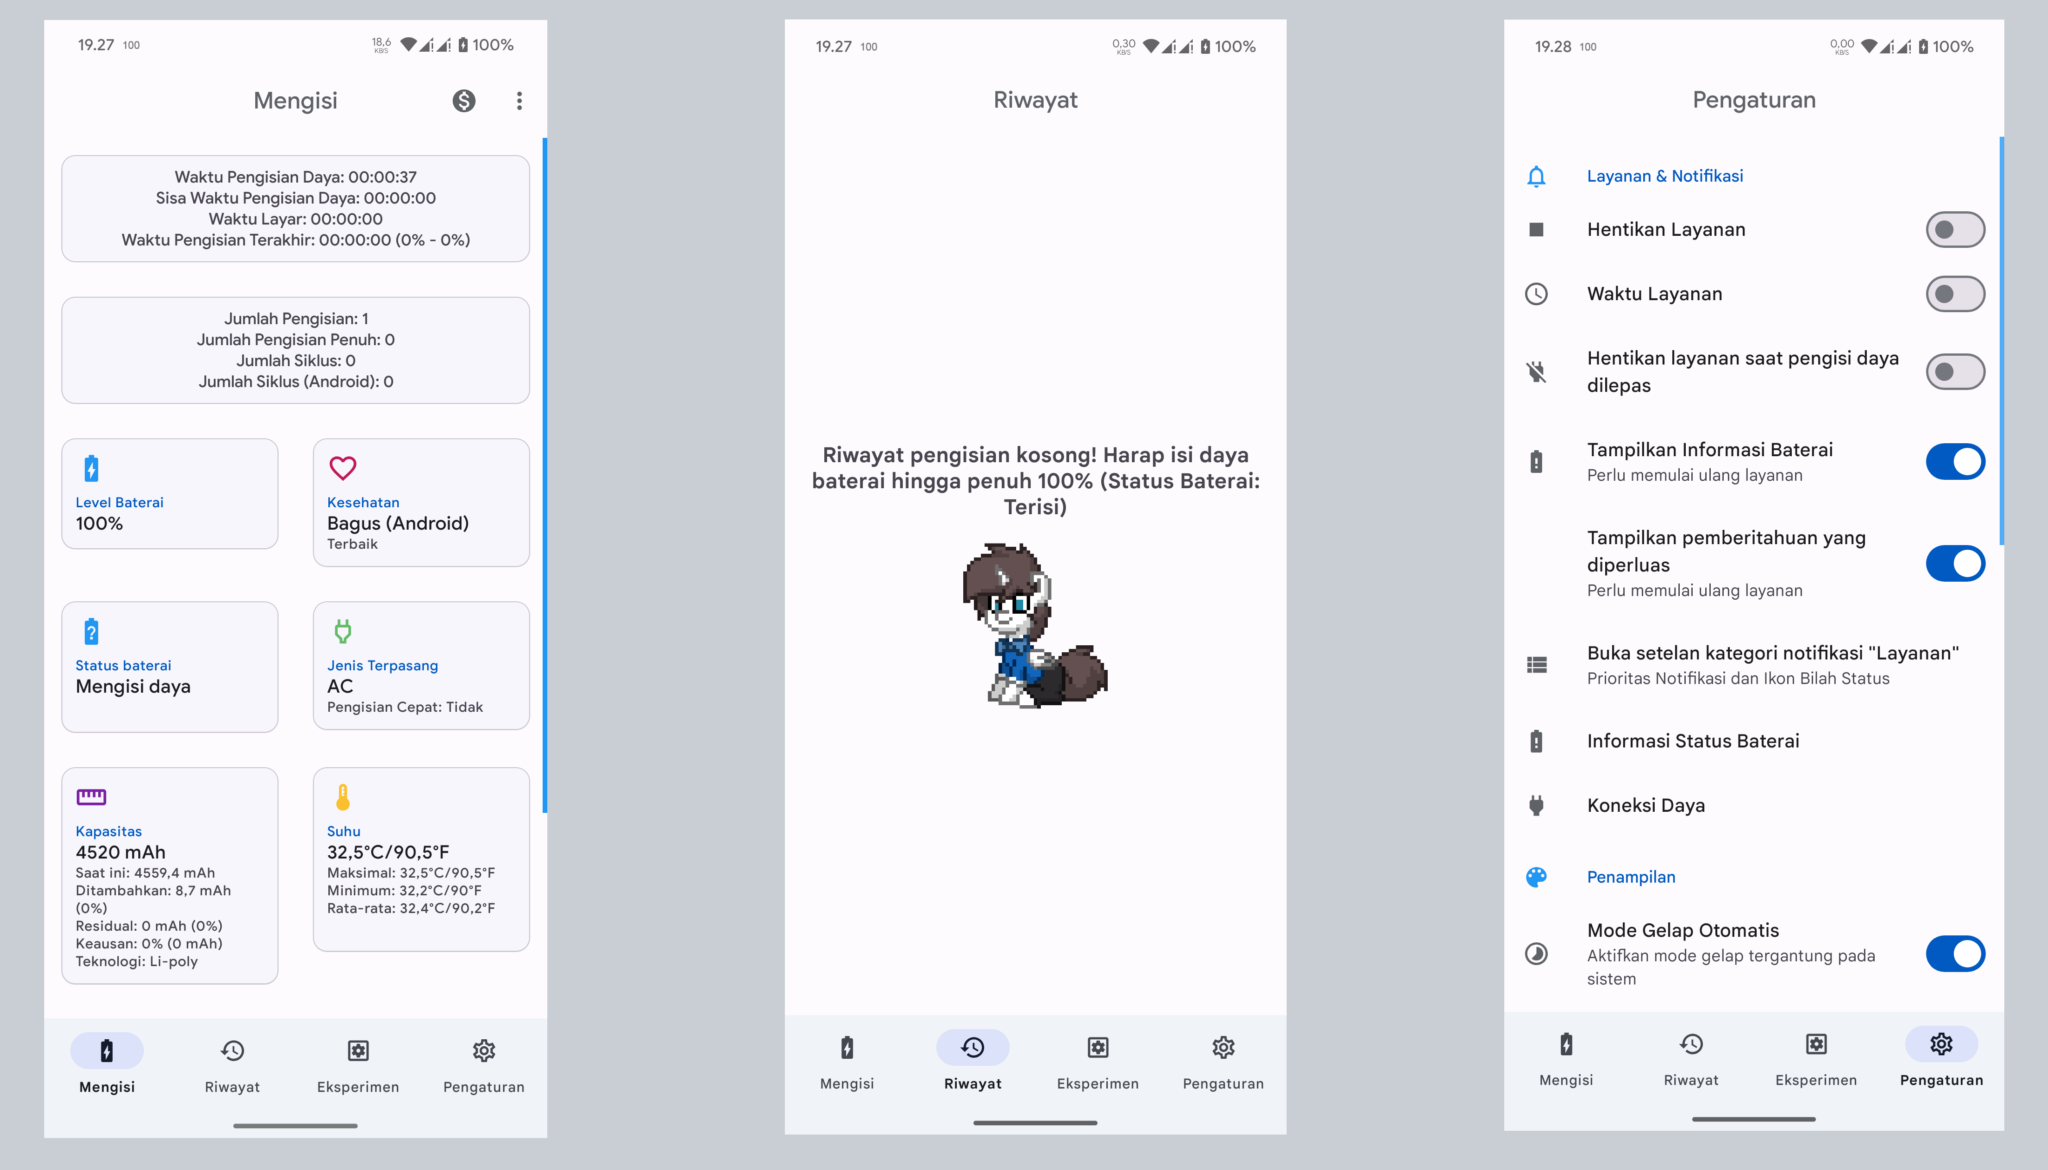 19.27 100
18,6 KB/S 100%
Mengisi
Waktu Pengisian Daya: 00:00:37
Sisa Waktu Pengisian Daya: 00:00:00
Waktu Layar: 00:00:00
Waktu Pengisian Terakhir: 00:00:00 (0% - 0%)
Jumlah Pengisian: 1
Jumlah Pengisian Penuh: 0
Jumlah Siklus: 0
Jumlah Siklus (Android): 0
Level Baterai
100%
Kesehatan
Bagus (Android)
Terbaik
Status baterai
Mengisi daya
Jenis Terpasang
AC
Pengisian Cepat: Tidak
Kapasitas
4520 mAh
Saat ini: 4559,4 mAh
Ditambahkan: 8,7 mAh
(0%)
Residual: 0 mAh (0%)
Keausan: 0% (0 mAh)
Teknologi: Li-poly
Suhu
32,5°C/90,5°F
Maksimal: 32,5°C/90,5°F
Minimum: 32,2°C/90°F
Rata-rata: 32,4°C/90,2°F
Mengisi
Riwayat
Eksperimen
Pengaturan
19.27 100
0,30 KB/S 100%
Riwayat
Riwayat pengisian kosong! Harap isi daya
baterai hingga penuh 100% (Status Baterai:
Terisi)
Mengisi
Riwayat
Eksperimen
Pengaturan
19.28 100
0,00 KB/S 100%
Pengaturan
Layanan & Notifikasi
Hentikan Layanan
Waktu Layanan
Hentikan layanan saat pengisi daya
dilepas
Tampilkan Informasi Baterai
Perlu memulai ulang layanan
Tampilkan pemberitahuan yang
diperluas
Perlu memulai ulang layanan
Buka setelan kategori notifikasi "Layanan"
Prioritas Notifikasi dan Ikon Bilah Status
Informasi Status Baterai
Koneksi Daya
Penampilan
Mode Gelap Otomatis
Aktifkan mode gelap tergantung pada
sistem
Mengisi
Riwayat
Eksperimen
Pengaturan